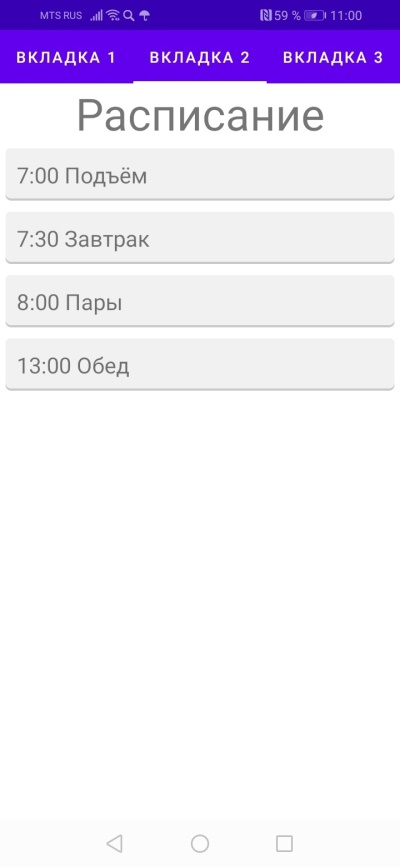 MTS RUS 59 % 11:00
ВКЛАДКА 1 ВКЛАДКА 2 ВКЛАДКА 3
Расписание
7:00 Подъём
7:30 Завтрак
8:00 Пары
13:00 Обед